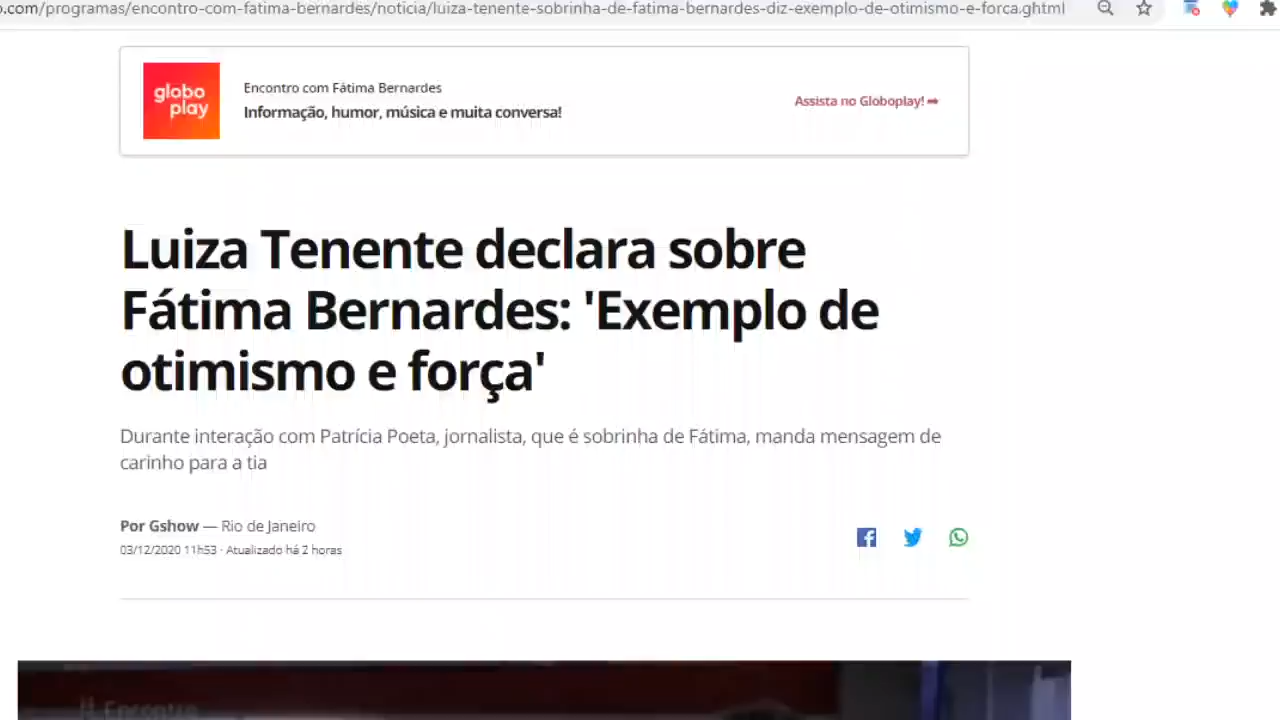 .com/programas/encontro-com-fatima-bernardes/noticia/luiza-tenente-sobrinha-de-fatima-bernardes-diz-exemplo-de-otimismo-e-forca.ghtml
globo
play
Encontro com Fátima Bernardes
Informação, humor, música e muita conversa!
Assista no Globoplay! ➡
Luiza Tenente declara sobre
Fátima Bernardes: 'Exemplo de
otimismo e força'
Durante interação com Patrícia Poeta, jornalista, que é sobrinha de Fátima, manda mensagem de
carinho para a tia
Por Gshow — Rio de Janeiro
03/12/2020 11h53 · Atualizado há 2 horas
Encontro